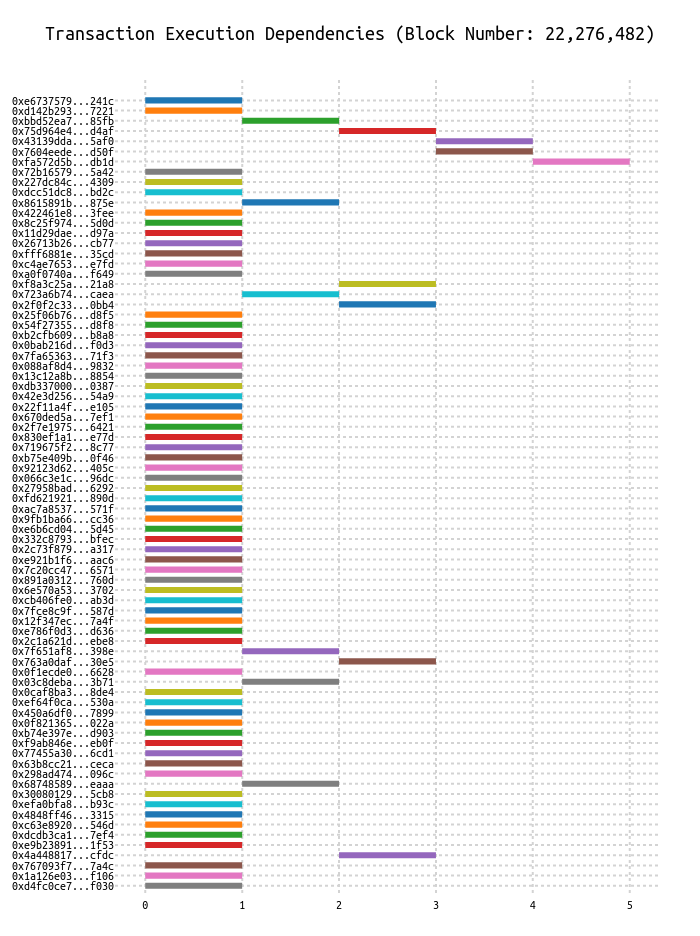 Transaction Execution Dependencies (Block Number: 22,276,482)
0xe6737579...241c
0xd142b293...7221
0xbbd52ea7...85fb
0x75d964e4...d4af
0x43139dda...5af0
0x7604eede...d50f
0xfa572d5b...db1d
0x72b16579...5a42
0x227dc84c...4309
0xdcc51dc8...bd2c
0x8615891b...875e
0x422461e8...3fee
0x8c25f974...5d0d
0x11d29dae...d97a
0x26713b26...cb77
0xfff6881e...35cd
0xc4ae7653...e7fd
0xa0f0740a...f649
0xf8a3c25a...21a8
0x723a6b74...caea
0x2f0f2c33...0bb4
0x25f06b76...d8f5
0x54f27355...d8f8
0xb2cfb609...b8a8
0x0bab216d...f0d3
0x7fa65363...71f3
0x088af8d4...9832
0x13c12a8b...8854
0xdb337000...0387
0x42e3d256...54a9
0x22f11a4f...e105
0x670ded5a...7ef1
0x2f7e1975...6421
0x830ef1a1...e77d
0x719675f2...8c77
0xb75e409b...0f46
0x92123d62...405c
0x066c3e1c...96dc
0x27958bad...6292
0xfd621921...890d
0xac7a8537...571f
0x9fb1ba66...cc36
0xe6b6cd04...5d45
0x332c8793...bfec
0x2c73f879...a317
0xe921b1f6...aac6
0x7c20cc47...6571
0x891a0312...760d
0x6e570a53...3702
0xcb406fe0...ab3d
0x7fce8c9f...587d
0x12f347ec...7a4f
0xe786f0d3...d636
0x2c1a621d...ebe8
0x7f651af8...398e
0x763a0daf...30e5
0x0f1ecde0...6628
0x03c8deba...3b71
0x0caf8ba3...8de4
0xef64f0ca...530a
0x450a6df0...7899
0x0f821365...022a
0xb74e397e...d903
0xf9ab846e...eb0f
0x77455a30...6cd1
0x63b8cc21...ceca
0x298ad474...096c
0x68748589...eaaa
0x30080129...5cb8
0xefa0bfa8...b93c
0x4848ff46...3315
0xc63e8920...546d
0xdcdb3ca1...7ef4
0xe9b23891...1f53
0x4a448817...cfdc
0x767093f7...7a4c
0x1a126e03...f106
0xd4fc0ce7...f030
0 1 2 3 4 5